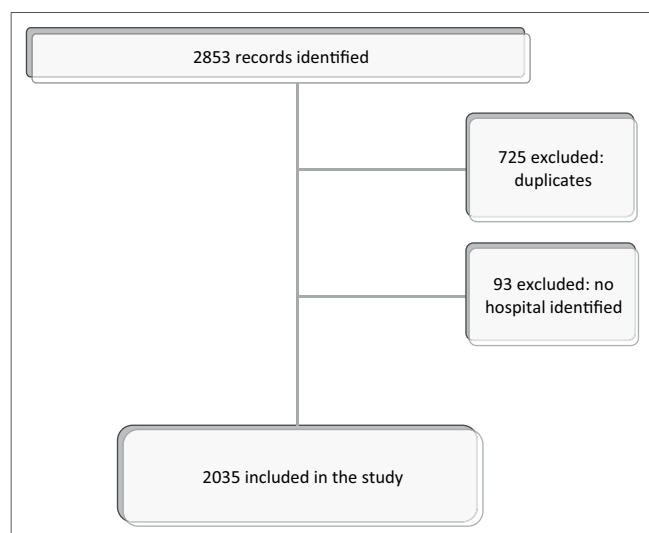 2853 records identified
725 excluded:
duplicates
93 excluded: no
hospital identified
2035 included in the study